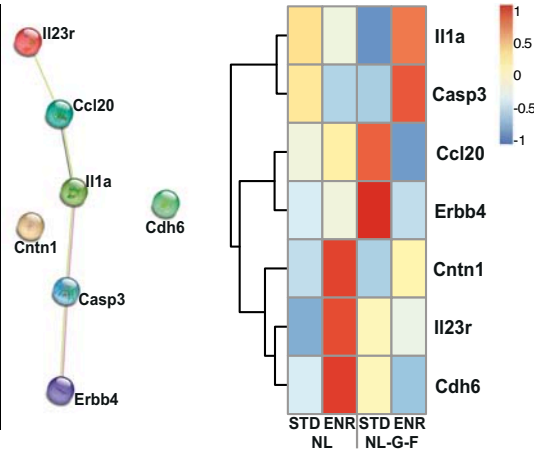 Il23r
Ccl20
Il1a
Cdh6
Cntn1
Casp3
Erbb4
Il1a
Casp3
Ccl20
Erbb4
Cntn1
Il23r
Cdh6
1
0.5
0
-0.5
-1
STD ENR STD ENR
NL NL-G-F